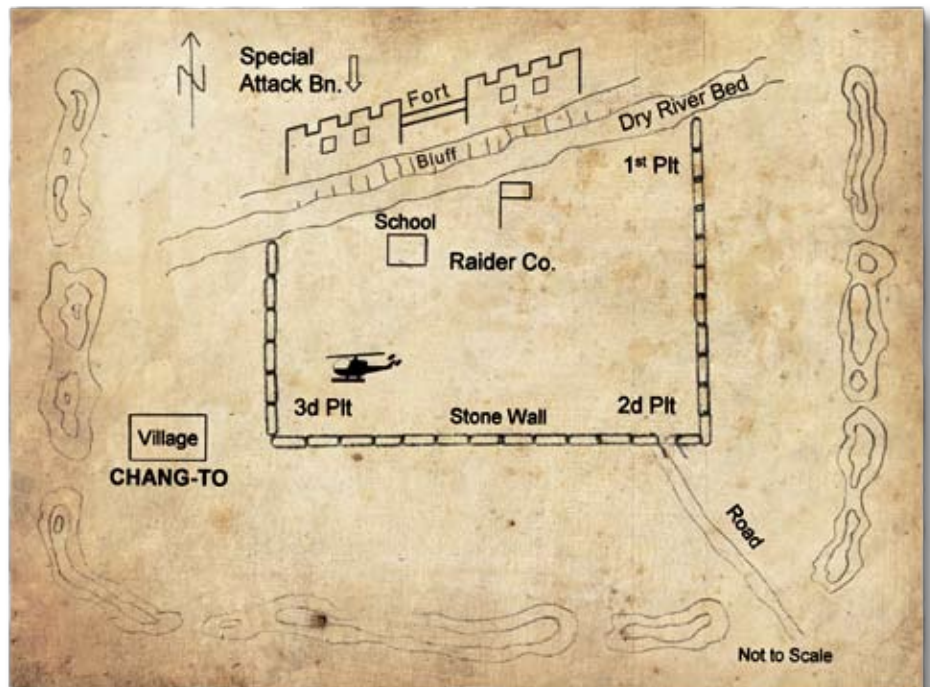 N
Special
Attack Bn.
Fort
Dry River Bed
Bluff
1st Plt
School
Raider Co.
3d Plt
Stone Wall
2d Plt
Village
CHANG-TO
Road
Not to Scale